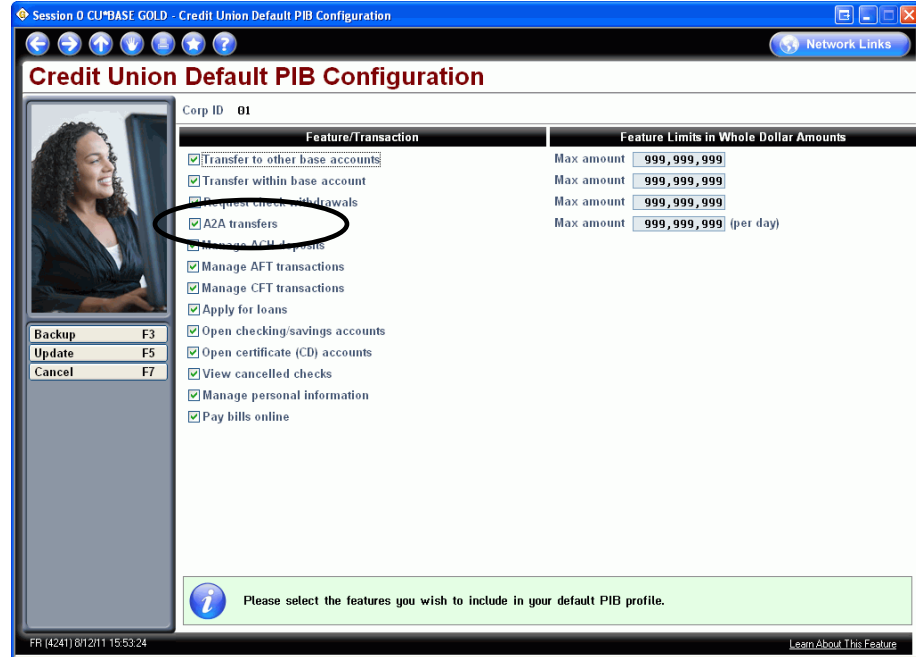 Session 0 CU*BASE GOLD - Credit Union Default PIB Configuration
Network Links
Credit Union Default PIB Configuration
Corp ID 01
Feature/Transaction Feature Limits in Whole Dollar Amounts
Transfer to other base accounts Max amount 999,999,999
Transfer within base account Max amount 999,999,999
Request check withdrawals Max amount 999,999,999
A2A transfers Max amount 999,999,999 (per day)
Manage ACH deposits
Manage AFT transactions
Manage CFT transactions
Apply for loans
Backup F3 Open checking/savings accounts
Update F5 Open certificate (CD) accounts
Cancel F7 View cancelled checks
Manage personal information
Pay bills online
Please select the features you wish to include in your default PIB profile.
FR (4241) 8/12/11 15:53:24 Learn About This Feature